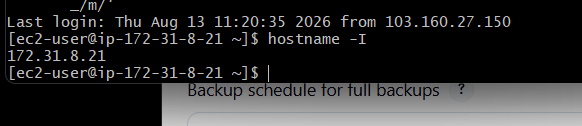 _/m/'
Last login: Thu Aug 13 11:20:35 2026 from 103.160.27.150
[ec2-user@ip-172-31-8-21 ~]$ hostname -I
172.31.8.21
[ec2-user@ip-172-31-8-21 ~]$
Backup schedule for full backups ?